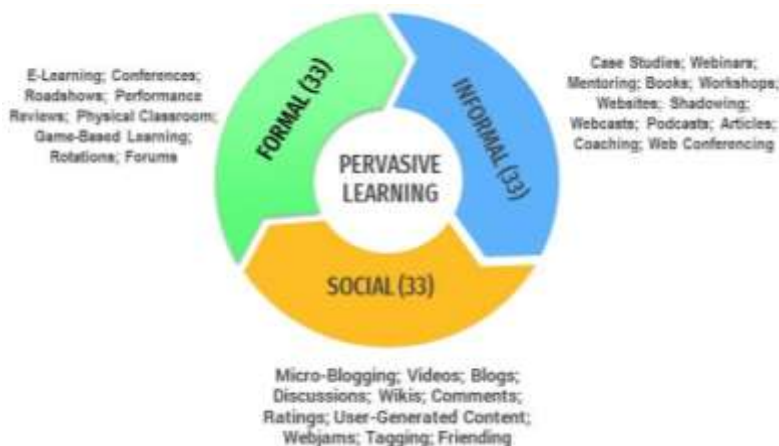 E-Learning; Conferences;
Roadshows; Performance
Reviews; Physical Classroom;
Game-Based Learning;
Rotations; Forums
FORMAL (33)
INFORMAL (33)
Case Studies; Webinars;
Mentoring; Books; Workshops;
Websites; Shadowing;
Webcasts; Podcasts; Articles;
Coaching; Web Conferencing
PERVASIVE
LEARNING
SOCIAL (33)
Micro-Blogging; Videos; Blogs;
Discussions; Wikis; Comments;
Ratings; User-Generated Content;
Webjams; Tagging; Friending